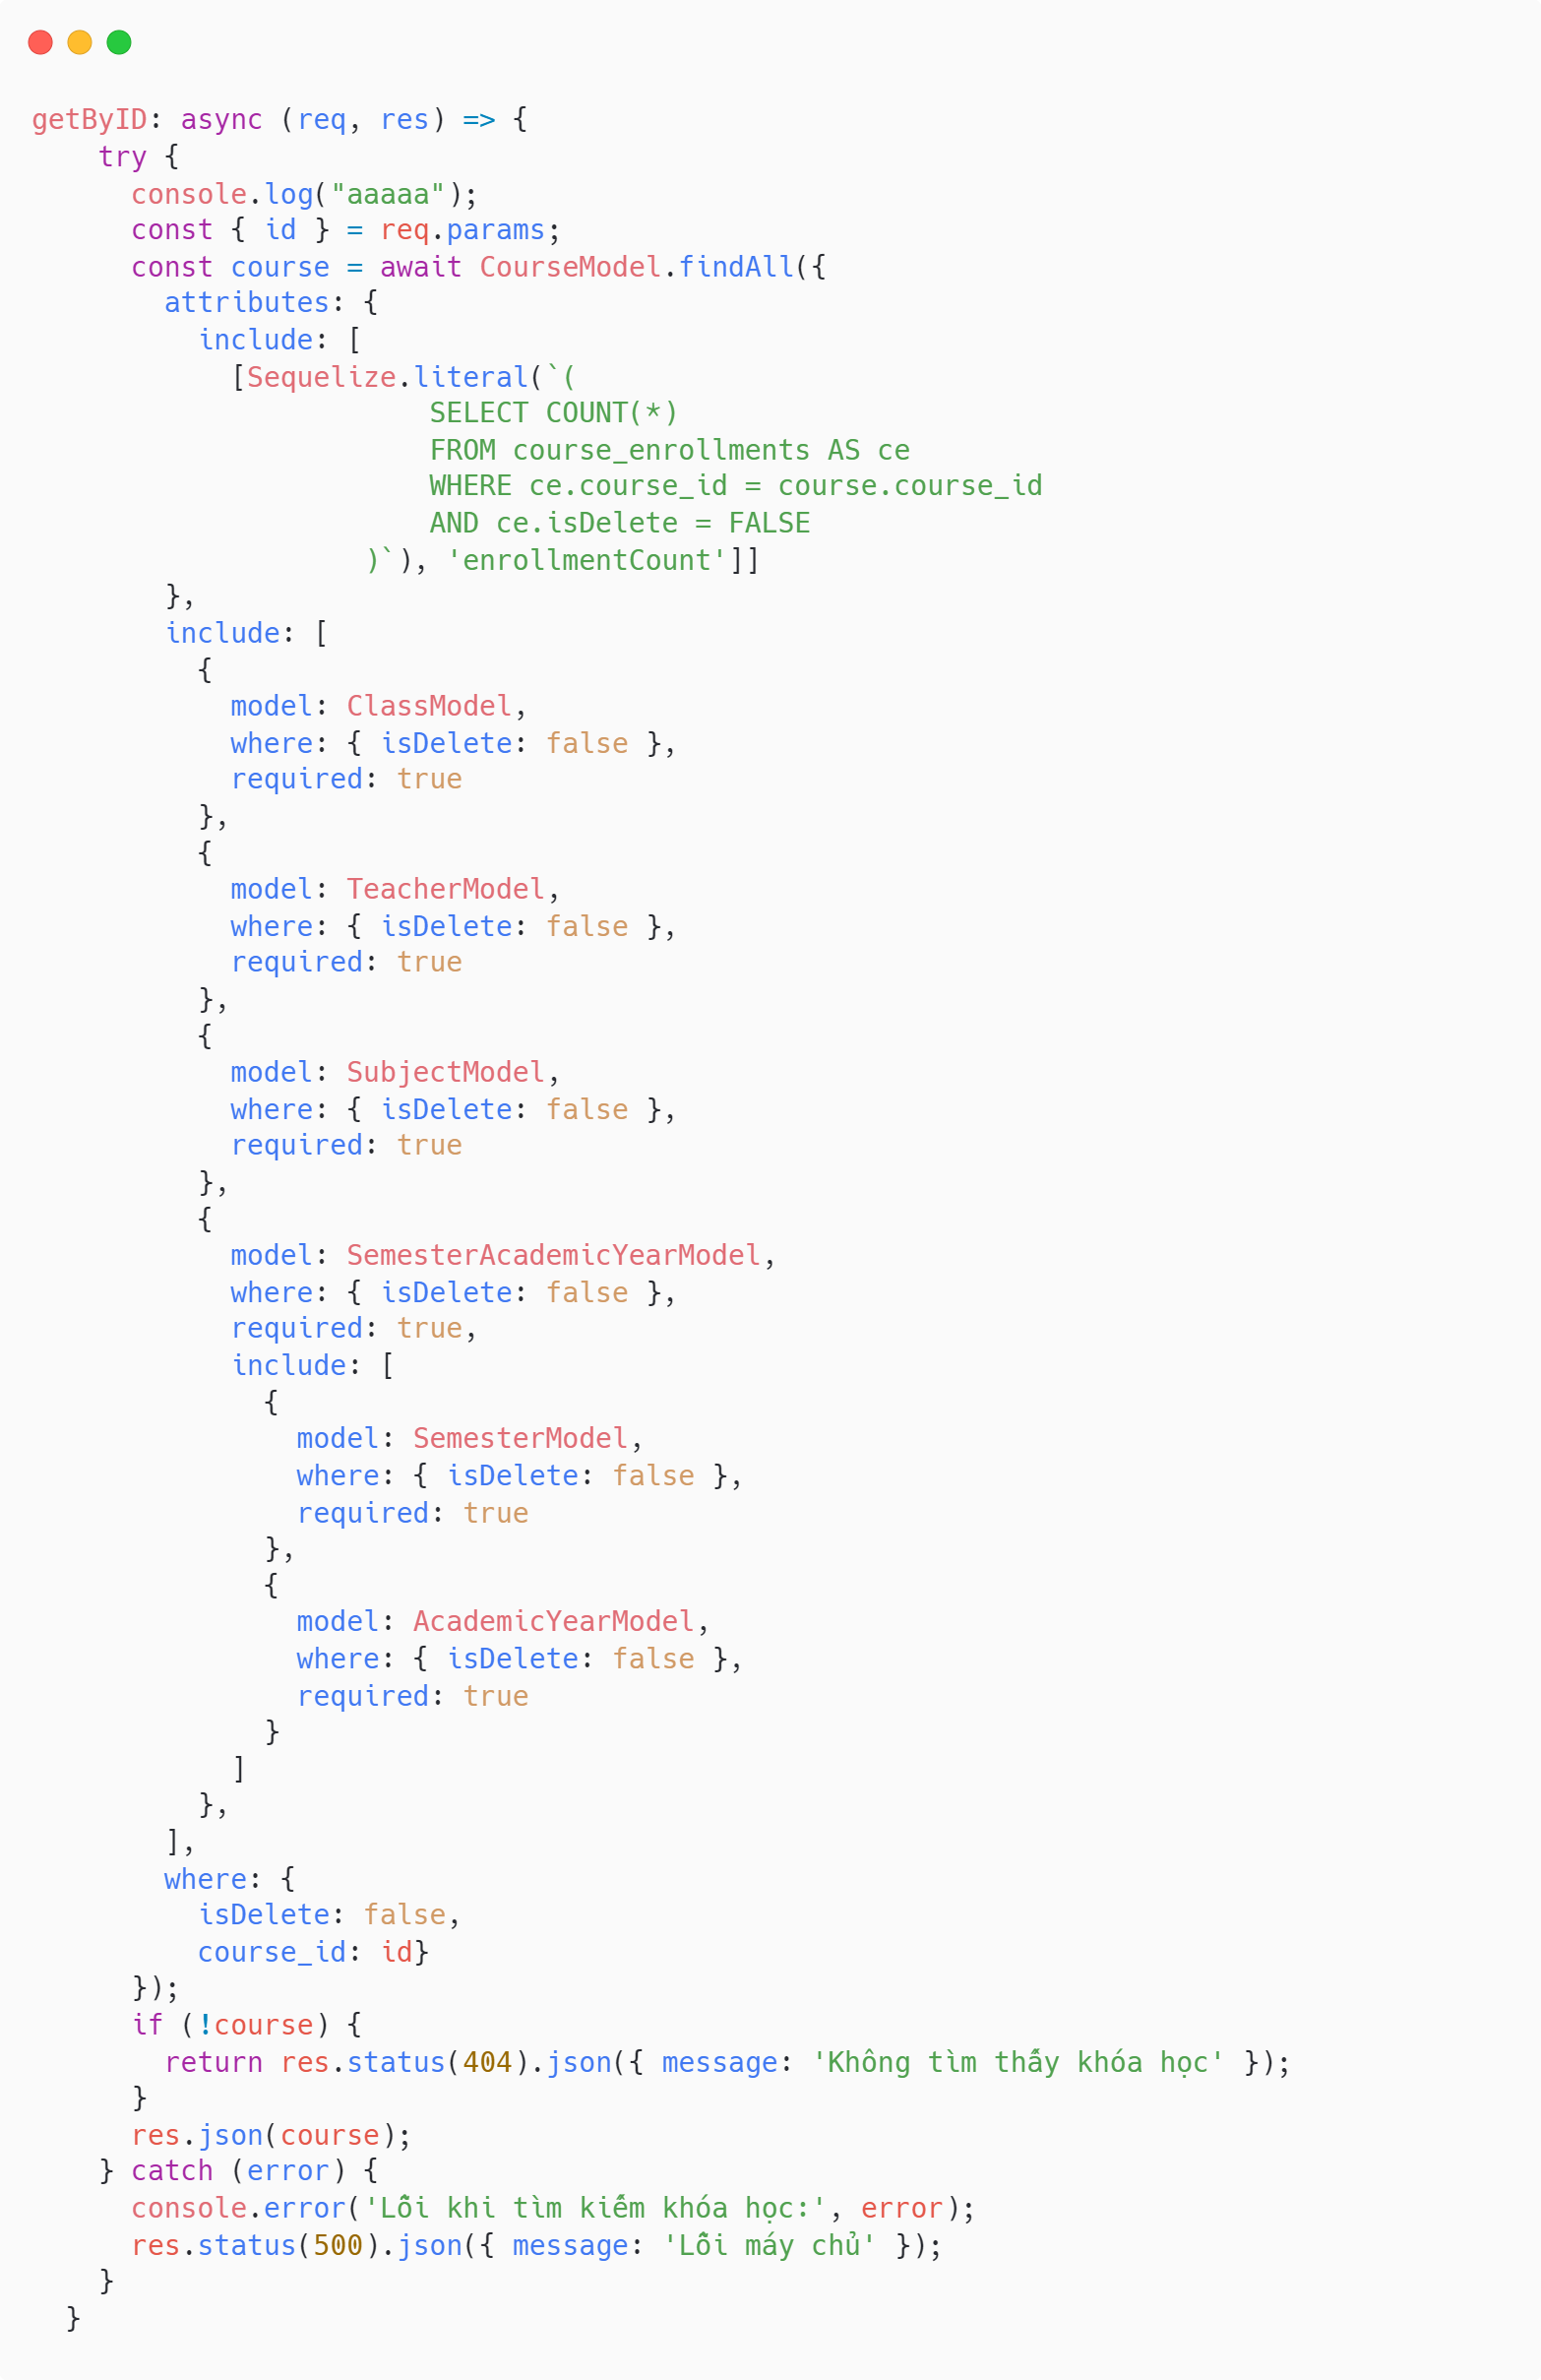 getByID: async (req, res) => {
    try {
      console.log("aaaaa");
      const { id } = req.params;
      const course = await CourseModel.findAll({
        attributes: {
          include: [
            [Sequelize.literal(`(
                        SELECT COUNT(*)
                        FROM course_enrollments AS ce
                        WHERE ce.course_id = course.course_id
                        AND ce.isDelete = FALSE
                    )`), 'enrollmentCount']]
        },
        include: [
          {
            model: ClassModel,
            where: { isDelete: false },
            required: true
          },
          {
            model: TeacherModel,
            where: { isDelete: false },
            required: true
          },
          {
            model: SubjectModel,
            where: { isDelete: false },
            required: true
          },
          {
            model: SemesterAcademicYearModel,
            where: { isDelete: false },
            required: true,
            include: [
              {
                model: SemesterModel,
                where: { isDelete: false },
                required: true
              },
              {
                model: AcademicYearModel,
                where: { isDelete: false },
                required: true
              }
            ]
          },
        ],
        where: {
          isDelete: false,
          course_id: id}
      });
      if (!course) {
        return res.status(404).json({ message: 'Không tìm thấy khóa học' });
      }
      res.json(course);
    } catch (error) {
      console.error('Lỗi khi tìm kiếm khóa học:', error);
      res.status(500).json({ message: 'Lỗi máy chủ' });
    }
  }